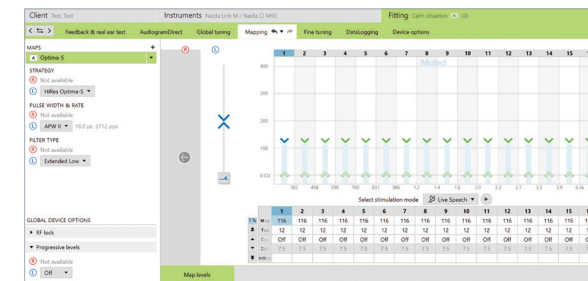 Client Test, Test Instruments Naída Link M / Naída CI M90 Fitting Calm situation A
Feedback & real ear test AudiogramDirect Global tuning Mapping Fine tuning DataLogging Device options
MAPS +
A Optima-S
STRATEGY
R Not available
L HiRes Optima-S
PULSE WIDTH & RATE
R Not available
L APW II 18.0 µs 3712 pps
FILTER TYPE
R Not available
L Extended Low
GLOBAL DEVICE OPTIONS
RF lock
Progressive levels
R Not available
L Off
R L
1 2 3 4 5 6 7 8 9 10 11 12 13 14 15
Muted
400
300
200
100
0 CU
Select stimulation mode Live Speech
1 2 3 4 5 6 7 8 9 10 11 12 13 14 15
M 116 116 116 116 116 116 116 116 116 116 116 116 116 116 116
T 12 12 12 12 12 12 12 12 12 12 12 12 12 12 12
Off Off Off Off Off Off Off Off Off Off Off Off Off Off Off
7.5 7.5 7.5 7.5 7.5 7.5 7.5 7.5 7.5 7.5 7.5 7.5 7.5 7.5 7.5
Map levels